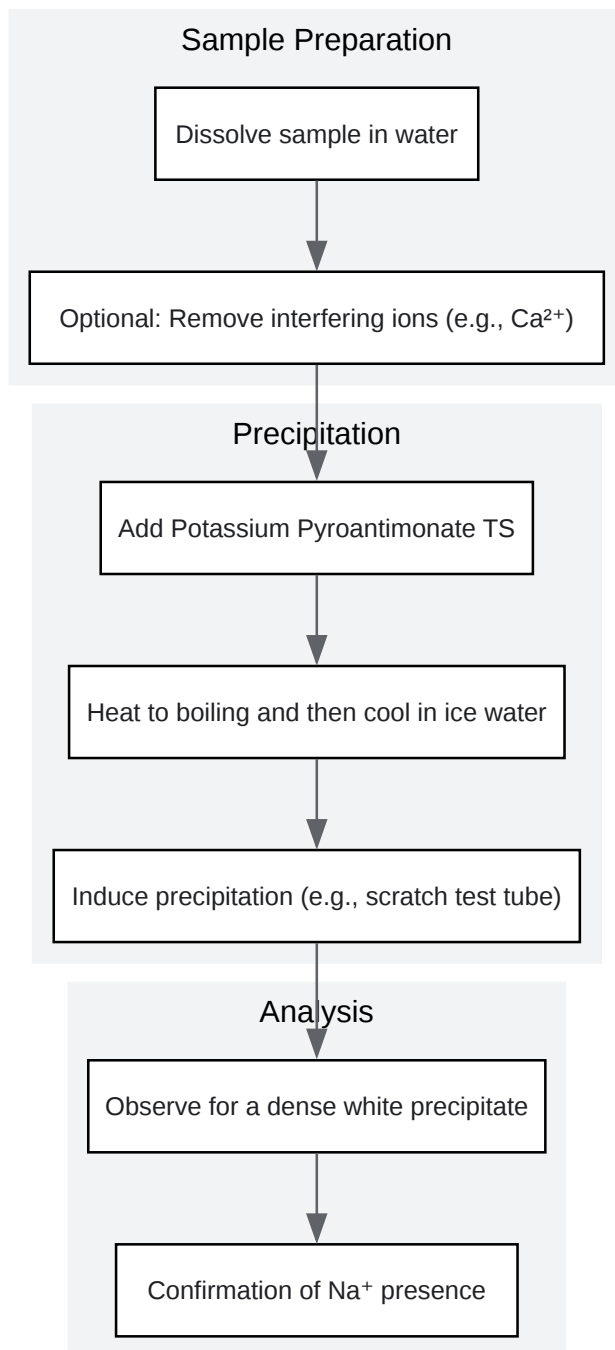 Sample Preparation
Dissolve sample in water
Optional: Remove interfering ions (e.g., Ca²⁺)
Precipitation
Add Potassium Pyroantimonate TS
Heat to boiling and then cool in ice water
Induce precipitation (e.g., scratch test tube)
Analysis
Observe for a dense white precipitate
Confirmation of Na⁺ presence